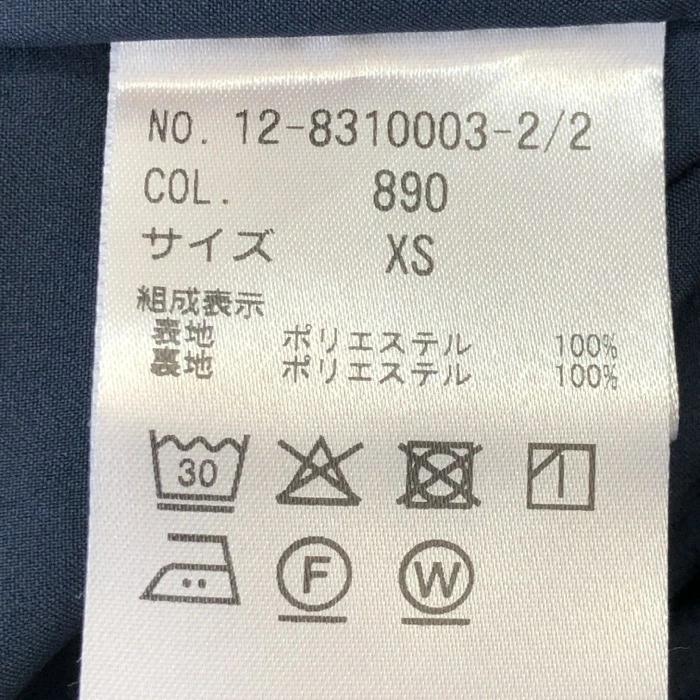 NO. 12-8310003-2/2
COL. 890
サイズ XS
組成表示
表地 ポリエステル 100%
裏地 ポリエステル 100%
30
F W